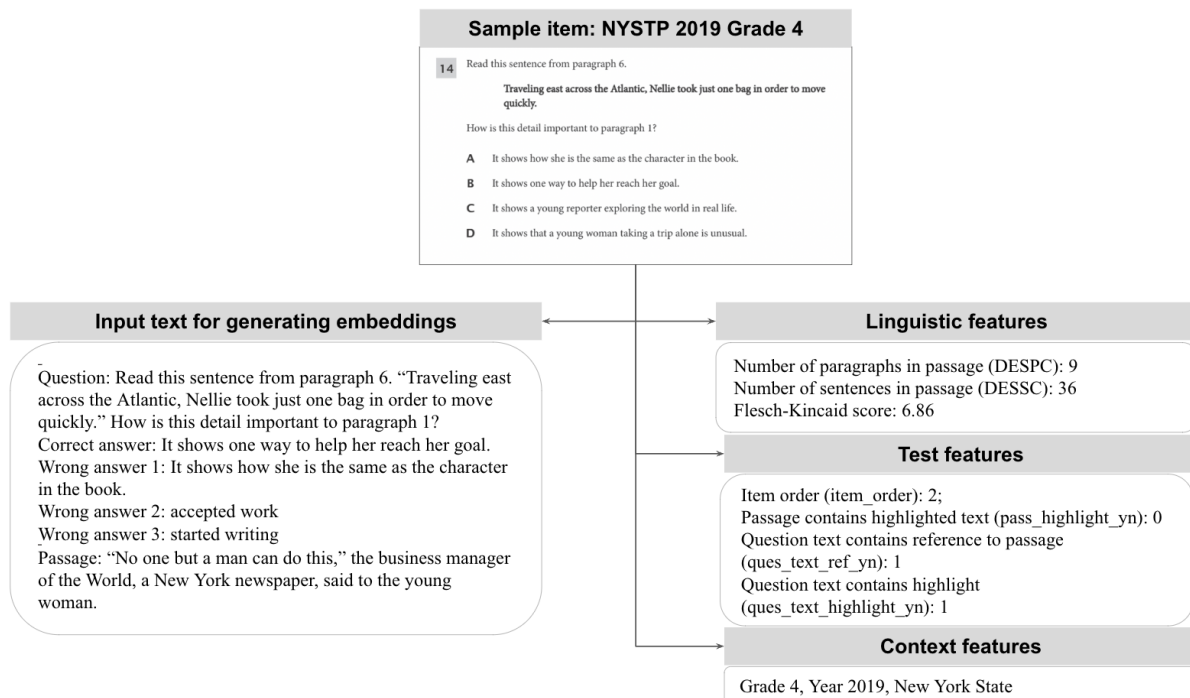 Sample item: NYSTP 2019 Grade 4
14 Read this sentence from paragraph 6.
Traveling east across the Atlantic, Nellie took just one bag in order to move
quickly.
How is this detail important to paragraph 1?
A It shows how she is the same as the character in the book.
B It shows one way to help her reach her goal.
C It shows a young reporter exploring the world in real life.
D It shows that a young woman taking a trip alone is unusual.
Input text for generating embeddings
Question: Read this sentence from paragraph 6. “Traveling east
across the Atlantic, Nellie took just one bag in order to move
quickly.” How is this detail important to paragraph 1?
Correct answer: It shows one way to help her reach her goal.
Wrong answer 1: It shows how she is the same as the character
in the book.
Wrong answer 2: accepted work
Wrong answer 3: started writing
Passage: “No one but a man can do this,” the business manager
of the World, a New York newspaper, said to the young
woman.
Linguistic features
Number of paragraphs in passage (DESPC): 9
Number of sentences in passage (DESSC): 36
Flesch-Kincaid score: 6.86
Test features
Item order (item_order): 2;
Passage contains highlighted text (pass_highlight_yn): 0
Question text contains reference to passage
(ques_text_ref_yn): 1
Question text contains highlight
(ques_text_highlight_yn): 1
Context features
Grade 4, Year 2019, New York State